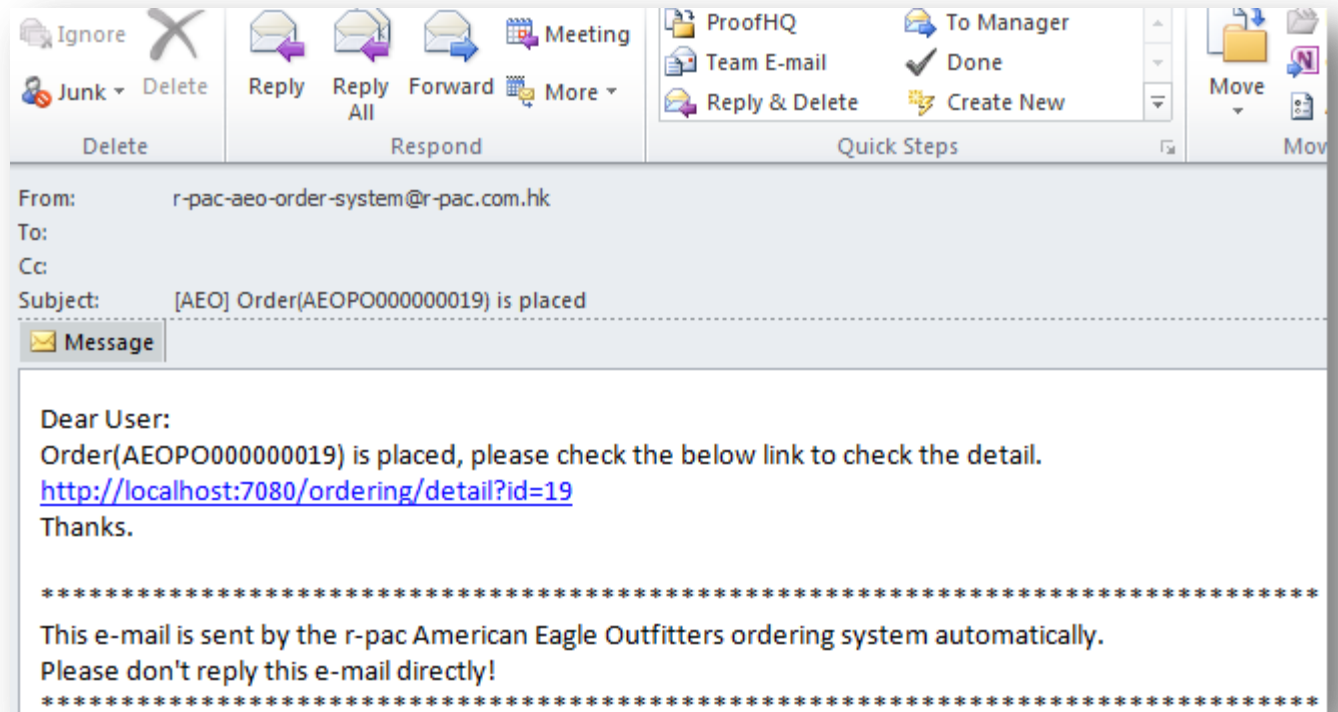 Ignore
Junk
Delete
Reply
Reply All
Forward
Meeting
More
ProofHQ
Team E-mail
Reply & Delete
To Manager
Done
Create New
Move
Delete
Respond
Quick Steps
Mov
From: r-pac-aeo-order-system@r-pac.com.hk
To:
Cc:
Subject: [AEO] Order(AEOPO000000019) is placed
Message
Dear User:
Order(AEOPO000000019) is placed, please check the below link to check the detail.
http://localhost:7080/ordering/detail?id=19
Thanks.
********************************************************************************
This e-mail is sent by the r-pac American Eagle Outfitters ordering system automatically.
Please don't reply this e-mail directly!
********************************************************************************